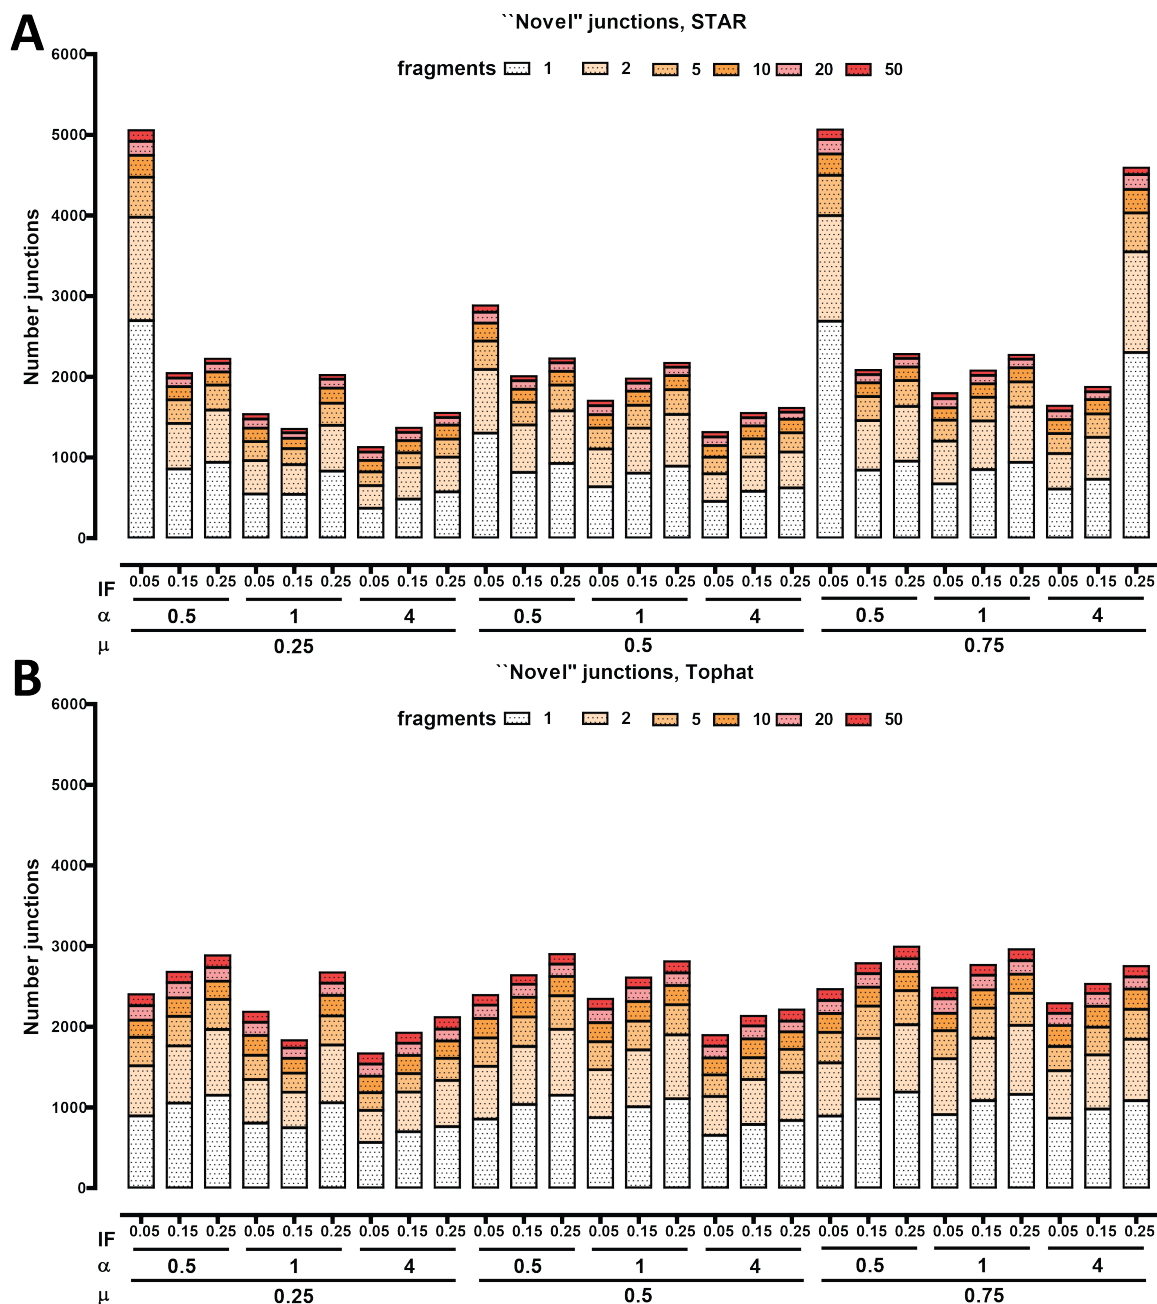 A
``Novel" junctions, STAR
fragments 1 2 5 10 20 50
Number junctions
6000
5000
4000
3000
2000
1000
0
IF 0.05 0.15 0.25 0.05 0.15 0.25 0.05 0.15 0.25 0.05 0.15 0.25 0.05 0.15 0.25 0.05 0.15 0.25 0.05 0.15 0.25 0.05 0.15 0.25 0.05 0.15 0.25
α 0.5 1 4 0.5 1 4 0.5 1 4
μ 0.25 0.5 0.75
B
``Novel" junctions, Tophat
fragments 1 2 5 10 20 50
Number junctions
6000
5000
4000
3000
2000
1000
0
IF 0.05 0.15 0.25 0.05 0.15 0.25 0.05 0.15 0.25 0.05 0.15 0.25 0.05 0.15 0.25 0.05 0.15 0.25 0.05 0.15 0.25 0.05 0.15 0.25 0.05 0.15 0.25
α 0.5 1 4 0.5 1 4 0.5 1 4
μ 0.25 0.5 0.75